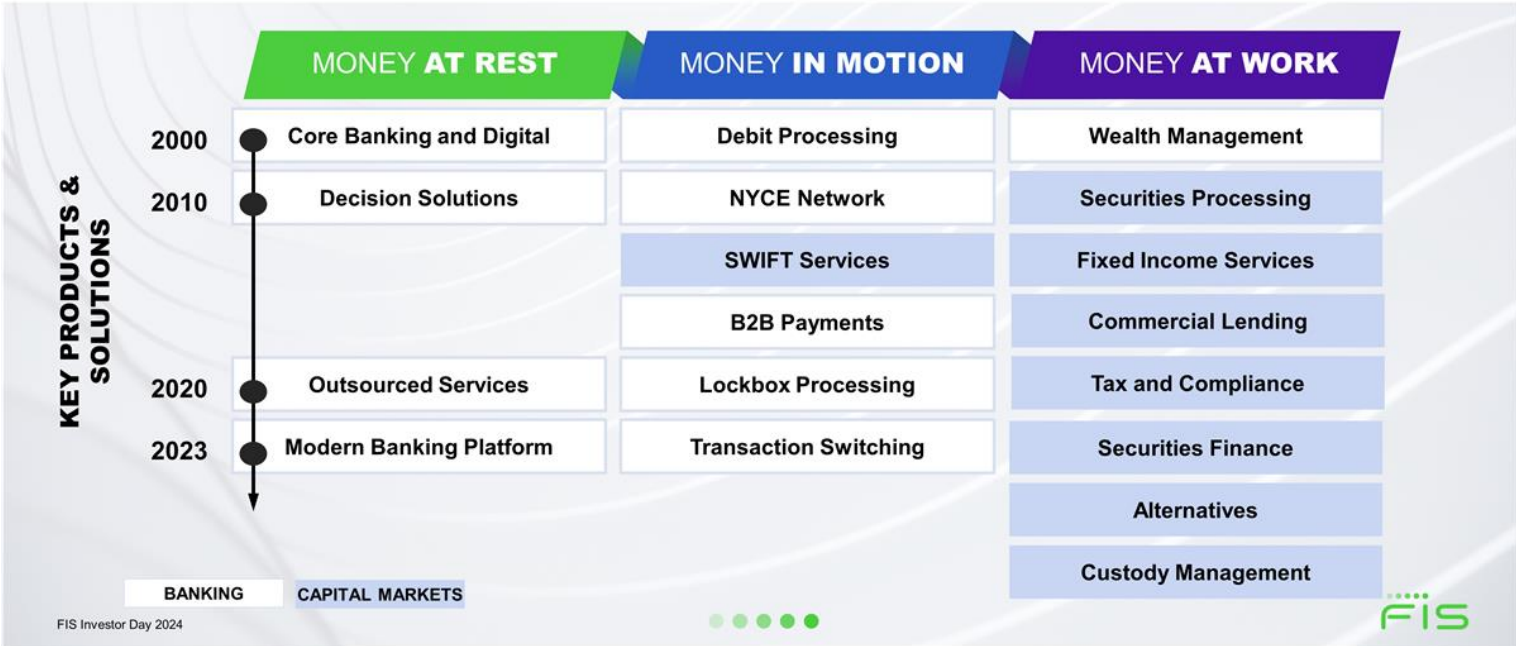 MONEY AT REST
MONEY IN MOTION
MONEY AT WORK
KEY PRODUCTS &
SOLUTIONS
2000
Core Banking and Digital
Debit Processing
Wealth Management
2010
Decision Solutions
NYCE Network
Securities Processing
SWIFT Services
Fixed Income Services
B2B Payments
Commercial Lending
2020
Outsourced Services
Lockbox Processing
Tax and Compliance
2023
Modern Banking Platform
Transaction Switching
Securities Finance
Alternatives
Custody Management
BANKING
CAPITAL MARKETS
FIS Investor Day 2024
FIS